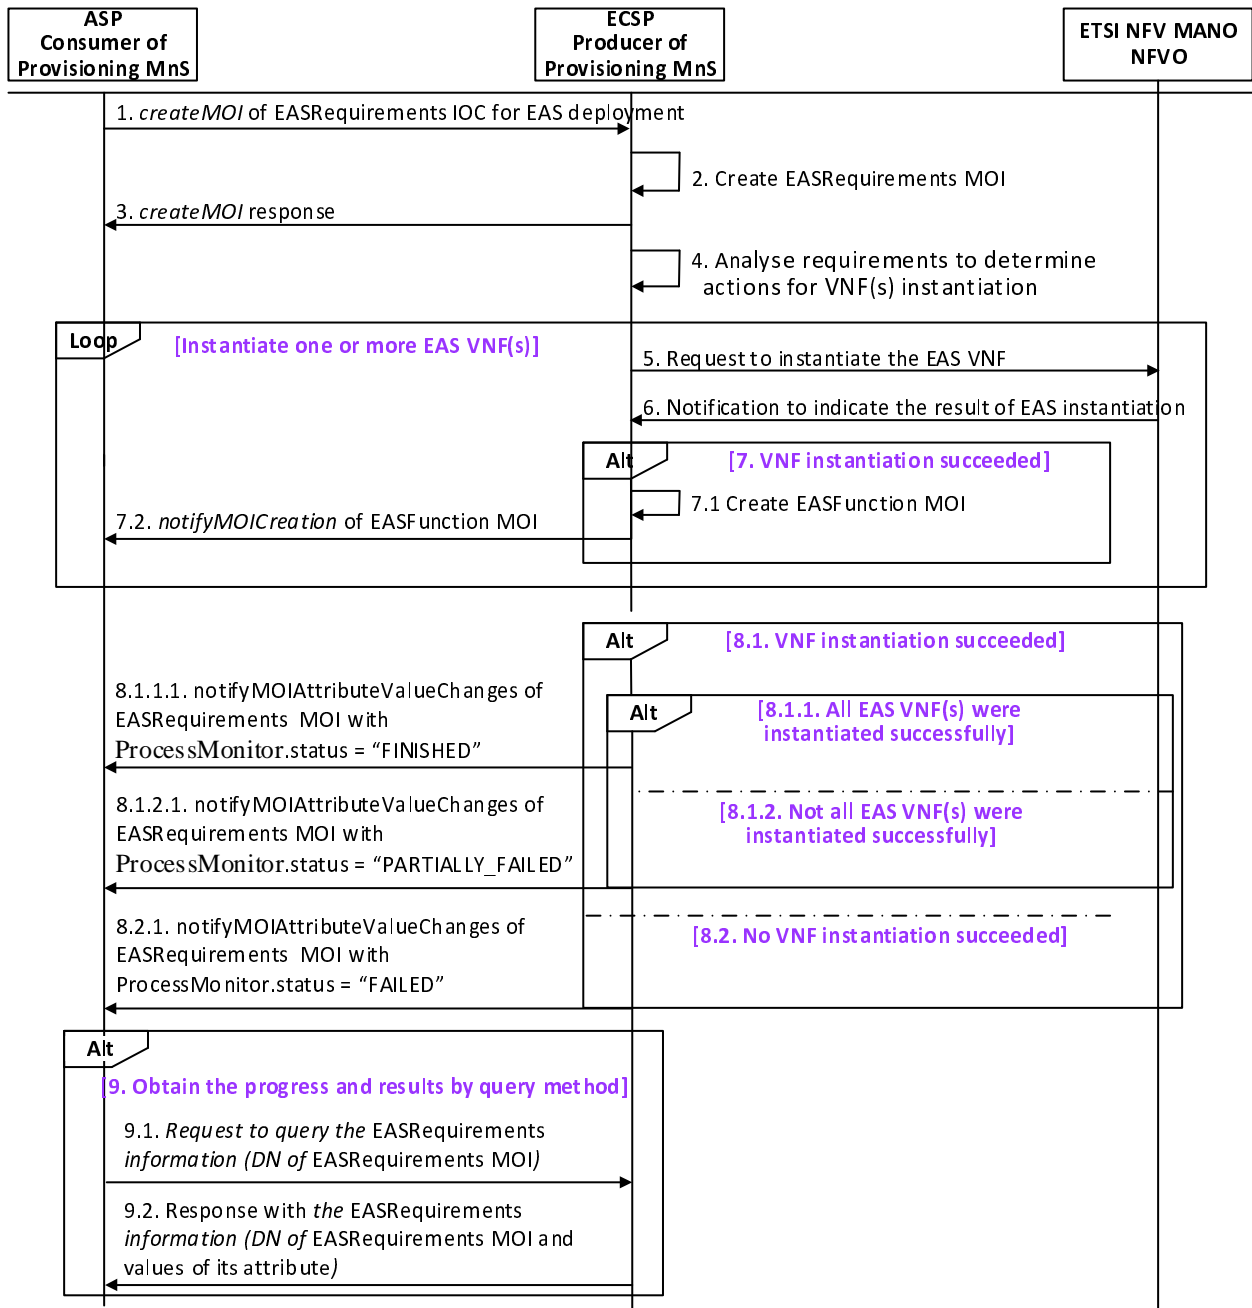 ASP
Consumer of
Provisioning MnS
ECSP
Producer of
Provisioning MnS
ETSI NFV MANO
NFVO
1. createMOI of EASRequirements IOC for EAS deployment
2. Create EASRequirements MOI
3. createMOI response
4. Analyse requirements to determine
actions for VNF(s) instantiation
Loop
[Instantiate one or more EAS VNF(s)]
5. Request to instantiate the EAS VNF
6. Notification to indicate the result of EAS instantiation
Alt
[7. VNF instantiation succeeded]
7.1 Create EASFunction MOI
7.2. notifyMOICreation of EASFunction MOI
Alt
[8.1. VNF instantiation succeeded]
8.1.1.1. notifyMOIAttributeValueChanges of
EASRequirements MOI with
ProcessMonitor.status = “FINISHED”
Alt
[8.1.1. All EAS VNF(s) were
instantiated successfully]
8.1.2.1. notifyMOIAttributeValueChanges of
EASRequirements MOI with
ProcessMonitor.status = “PARTIALLY_FAILED”
[8.1.2. Not all EAS VNF(s) were
instantiated successfully]
8.2.1. notifyMOIAttributeValueChanges of
EASRequirements MOI with
ProcessMonitor.status = “FAILED”
[8.2. No VNF instantiation succeeded]
Alt
[9. Obtain the progress and results by query method]
9.1. Request to query the EASRequirements
information (DN of EASRequirements MOI)
9.2. Response with the EASRequirements
information (DN of EASRequirements MOI and
values of its attribute)